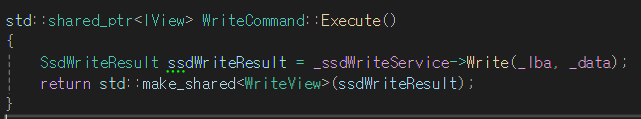 std::shared_ptr<IView> WriteCommand::Execute()
{
    SsdWriteResult ssdWriteResult = _ssdWriteService->Write(_lba, _data);
    return std::make_shared<WriteView>(ssdWriteResult);
}